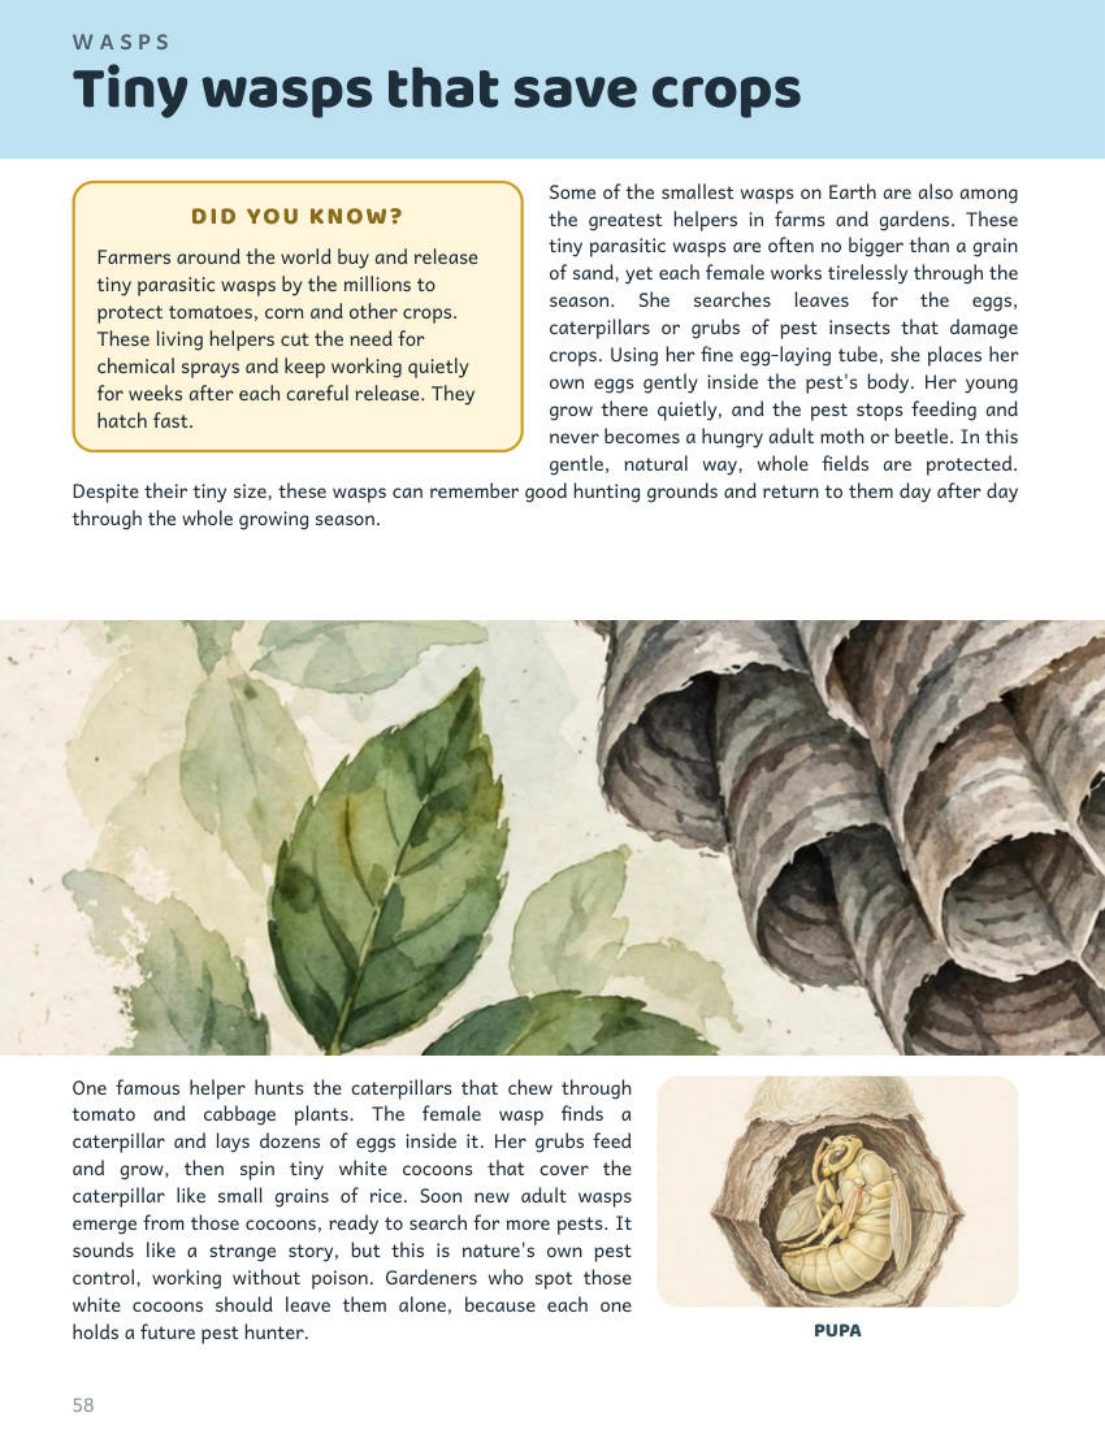 WASPS
Tiny wasps that save crops
DID YOU KNOW?
Farmers around the world buy and release
tiny parasitic wasps by the millions to
protect tomatoes, corn and other crops.
These living helpers cut the need for
chemical sprays and keep working quietly
for weeks after each careful release. They
hatch fast.
Some of the smallest wasps on Earth are also among
the greatest helpers in farms and gardens. These
tiny parasitic wasps are often no bigger than a grain
of sand, yet each female works tirelessly through the
season. She searches leaves for the eggs,
caterpillars or grubs of pest insects that damage
crops. Using her fine egg-laying tube, she places her
own eggs gently inside the pest's body. Her young
grow there quietly, and the pest stops feeding and
never becomes a hungry adult moth or beetle. In this
gentle, natural way, whole fields are protected.
Despite their tiny size, these wasps can remember good hunting grounds and return to them day after day
through the whole growing season.
One famous helper hunts the caterpillars that chew through
tomato and cabbage plants. The female wasp finds a
caterpillar and lays dozens of eggs inside it. Her grubs feed
and grow, then spin tiny white cocoons that cover the
caterpillar like small grains of rice. Soon new adult wasps
emerge from those cocoons, ready to search for more pests. It
sounds like a strange story, but this is nature's own pest
control, working without poison. Gardeners who spot those
white cocoons should leave them alone, because each one
holds a future pest hunter.
PUPA
58